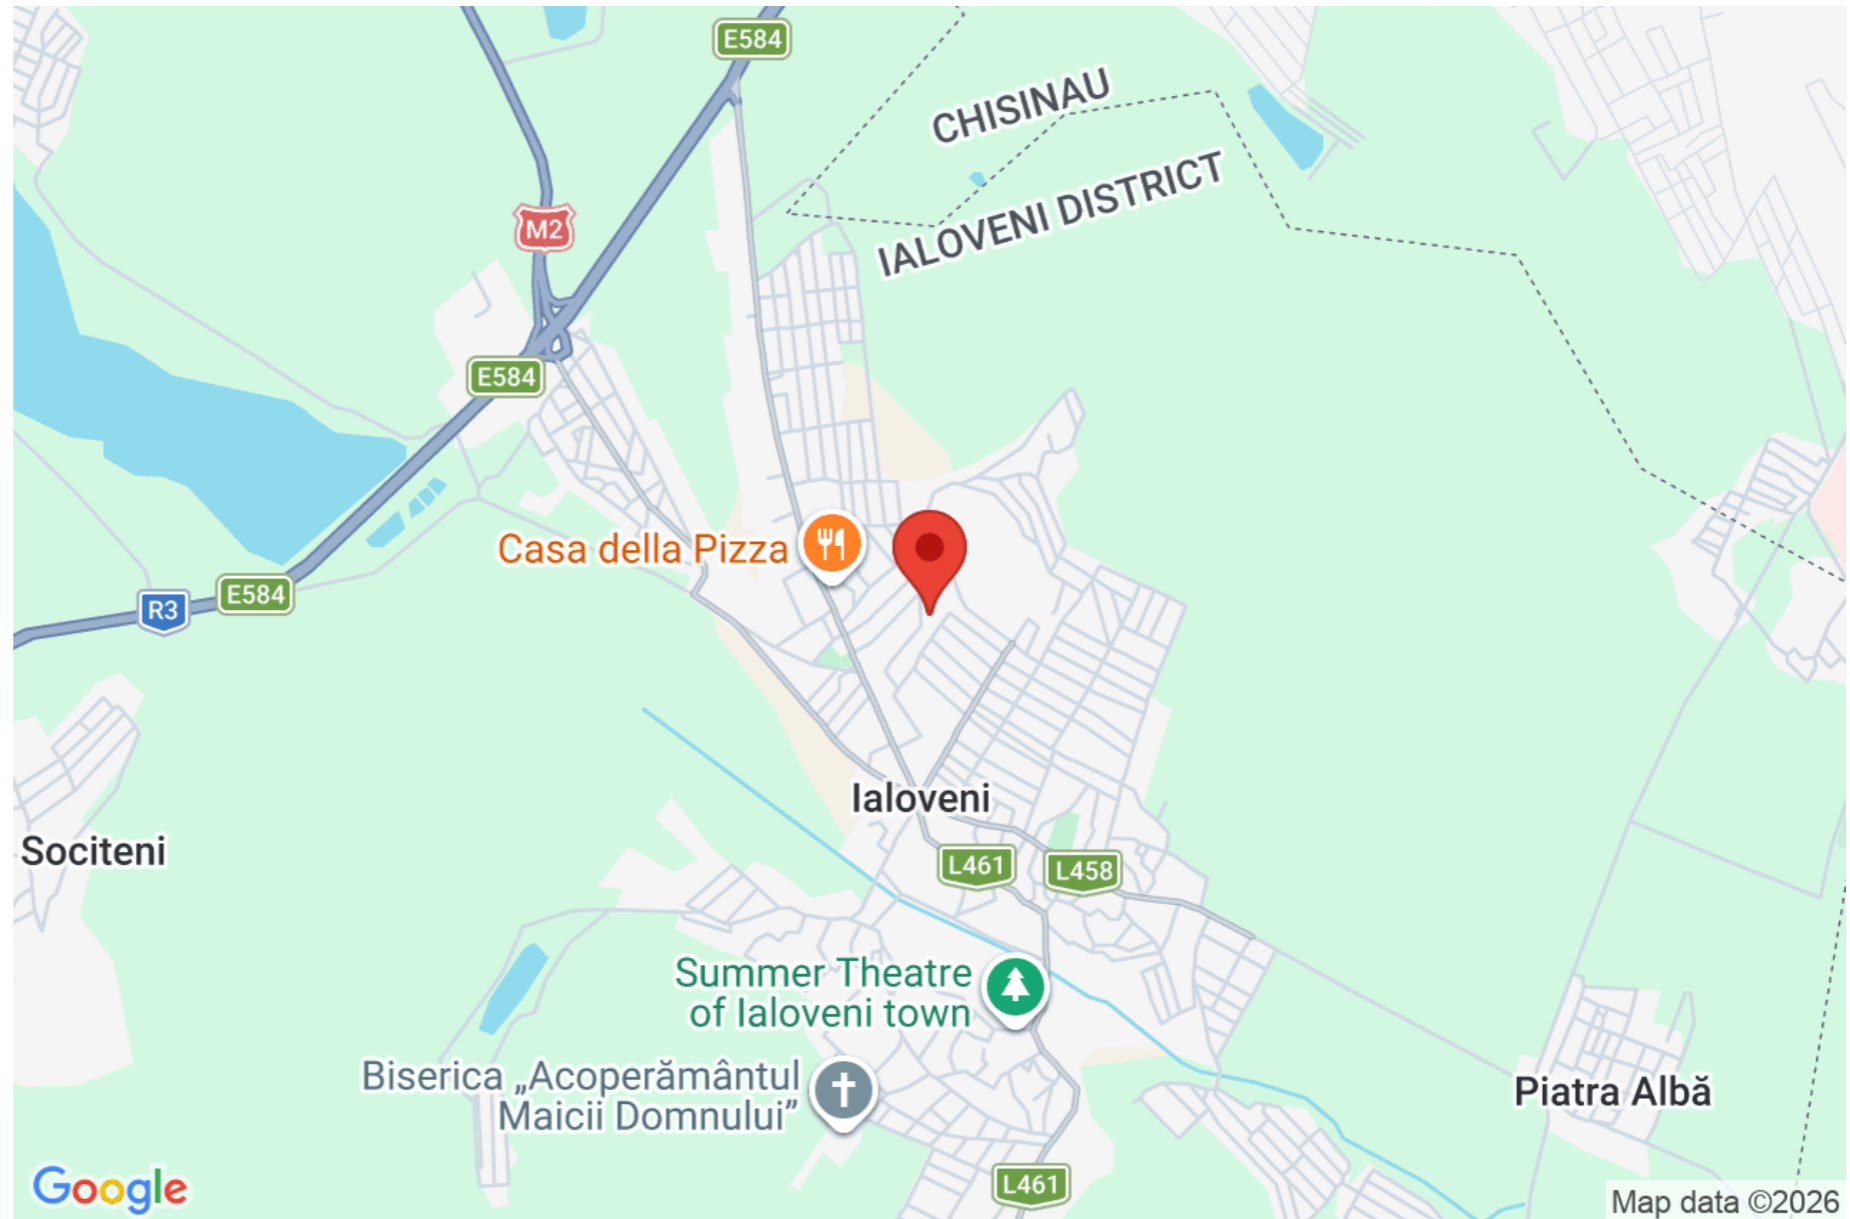 E584
CHISINAU
IALOVENI DISTRICT
M2
E584
Casa della Pizza
E584
R3
Ialoveni
Sociteni
L461
L458
Summer Theatre
of Ialoveni town
Biserica „Acoperământul
Maicii Domnului”
Piatra Albă
L461
Google
Map data ©2026